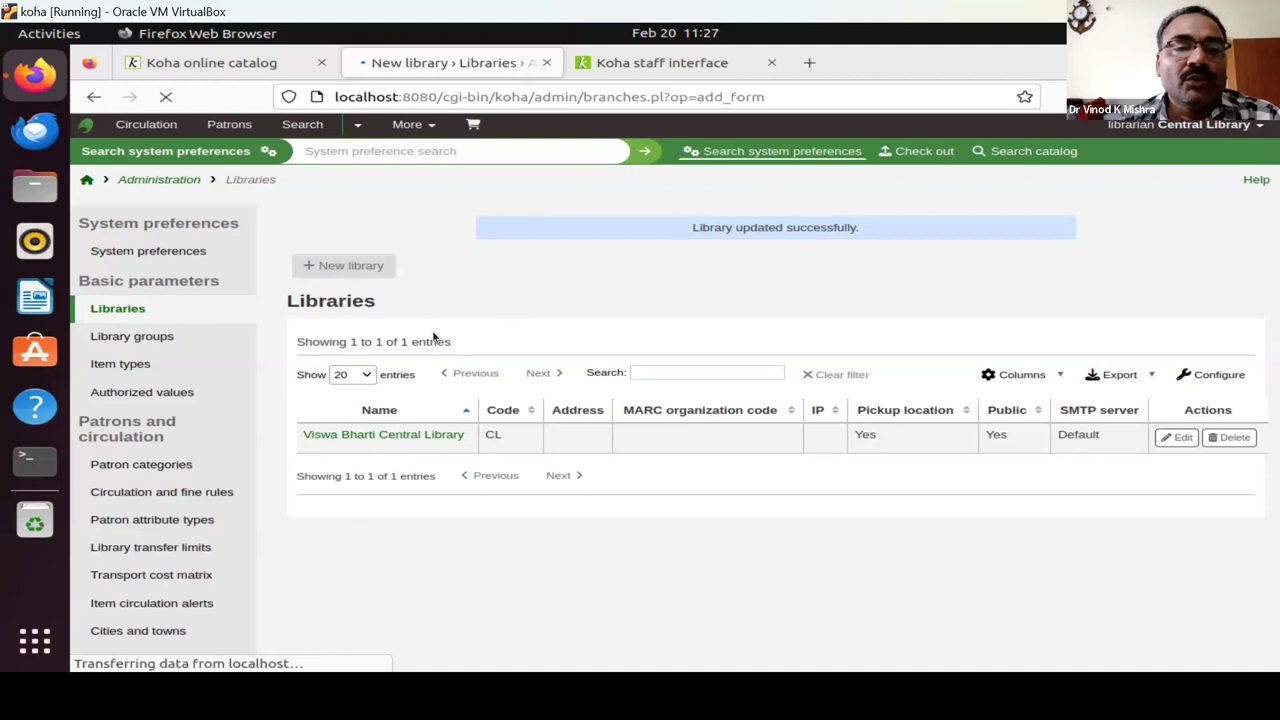 koha [Running] - Oracle VM VirtualBox
Activities Firefox Web Browser Feb 20 11:27
Koha online catalog New library › Libraries › A Koha staff interface
localhost:8080/cgi-bin/koha/admin/branches.pl?op=add_form
Dr Vinod K Mishra
Circulation Patrons Search More librarian Central Library
Search system preferences System preference search Search system preferences Check out Search catalog
Administration Libraries Help
System preferences
System preferences
Basic parameters
Libraries
Library groups
Item types
Authorized values
Patrons and
circulation
Patron categories
Circulation and fine rules
Patron attribute types
Library transfer limits
Transport cost matrix
Item circulation alerts
Cities and towns
Library updated successfully.
+ New library
Libraries
Showing 1 to 1 of 1 entries
Show 20 entries Previous Next Search: Clear filter Columns Export Configure
Name Code Address MARC organization code IP Pickup location Public SMTP server Actions
Viswa Bharti Central Library CL Yes Yes Default Edit Delete
Showing 1 to 1 of 1 entries Previous Next
Transferring data from localhost…